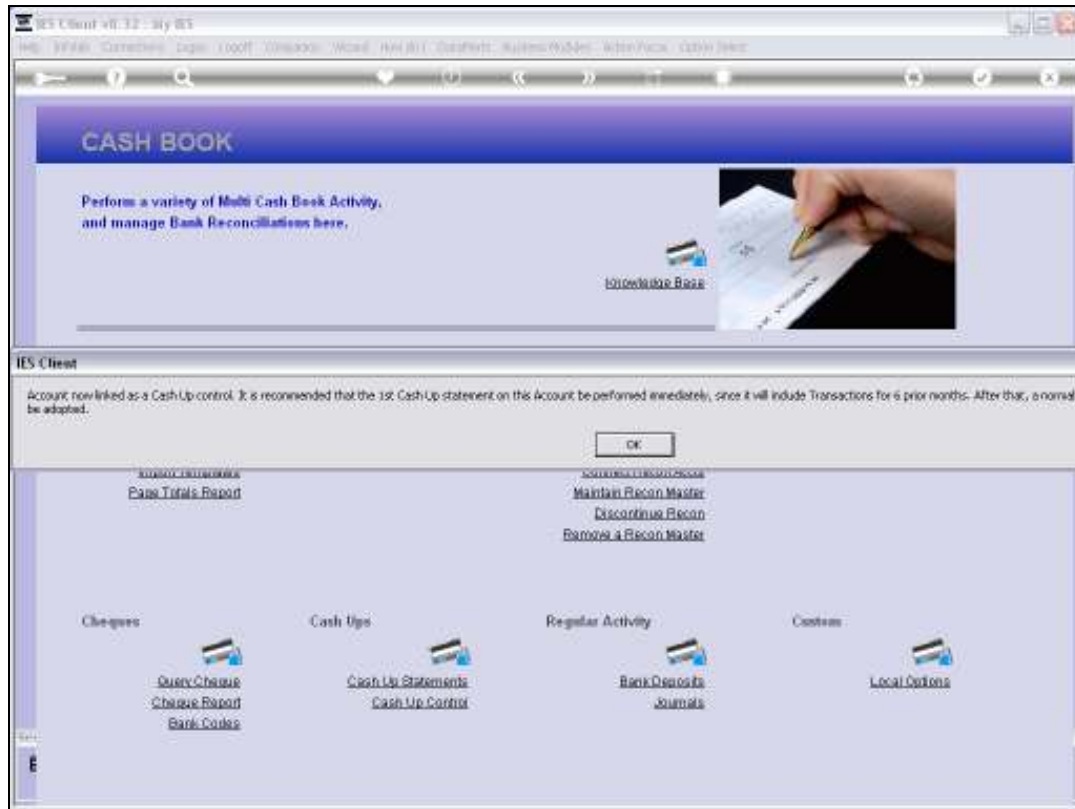 IES Client v8.32 : My IES
CASH BOOK
Perform a variety of Multi Cash Book Activity,
and manage Bank Reconciliations here.
Knowledge Base
IES Client
Account now linked as a Cash Up control. It is recommended that the 1st Cash Up statement on this Account be performed immediately, since it will include Transactions for 6 prior months. After that, a normal
be adopted.
OK
Page Totals Report
Maintain Recon Master
Discontinue Recon
Remove a Recon Master
Cheques
Cash Ups
Regular Activity
Custom
Query Cheque
Cheque Report
Bank Codes
Cash Up Statements
Cash Up Control
Bank Deposits
Journals
Local Options